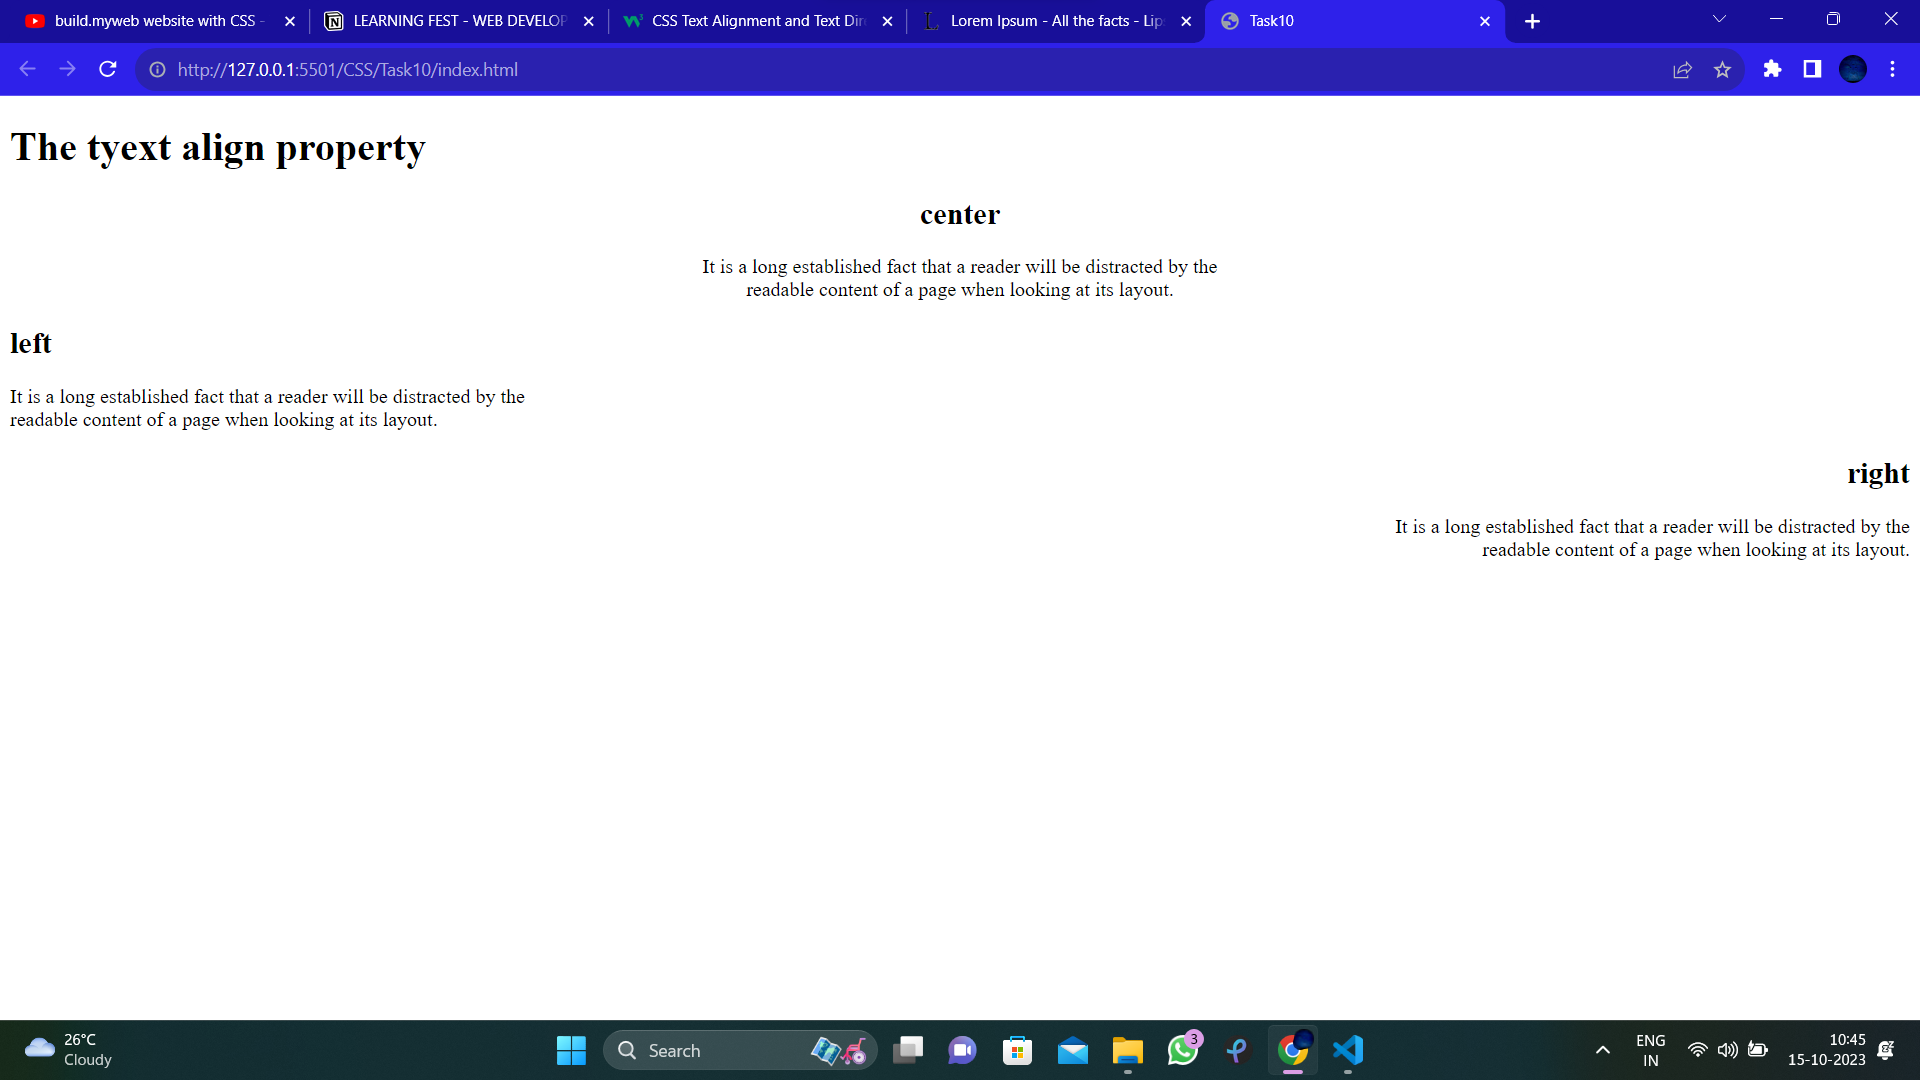 build.myweb website with CSS -
LEARNING FEST - WEB DEVELOP
CSS Text Alignment and Text Dir
Lorem Ipsum - All the facts - Lip
Task10
http://127.0.0.1:5501/CSS/Task10/index.html
The tyext align property
center
It is a long established fact that a reader will be distracted by the
readable content of a page when looking at its layout.
left
It is a long established fact that a reader will be distracted by the
readable content of a page when looking at its layout.
right
It is a long established fact that a reader will be distracted by the
readable content of a page when looking at its layout.
26°C
Cloudy
Search
3
ENG
IN
10:45
15-10-2023